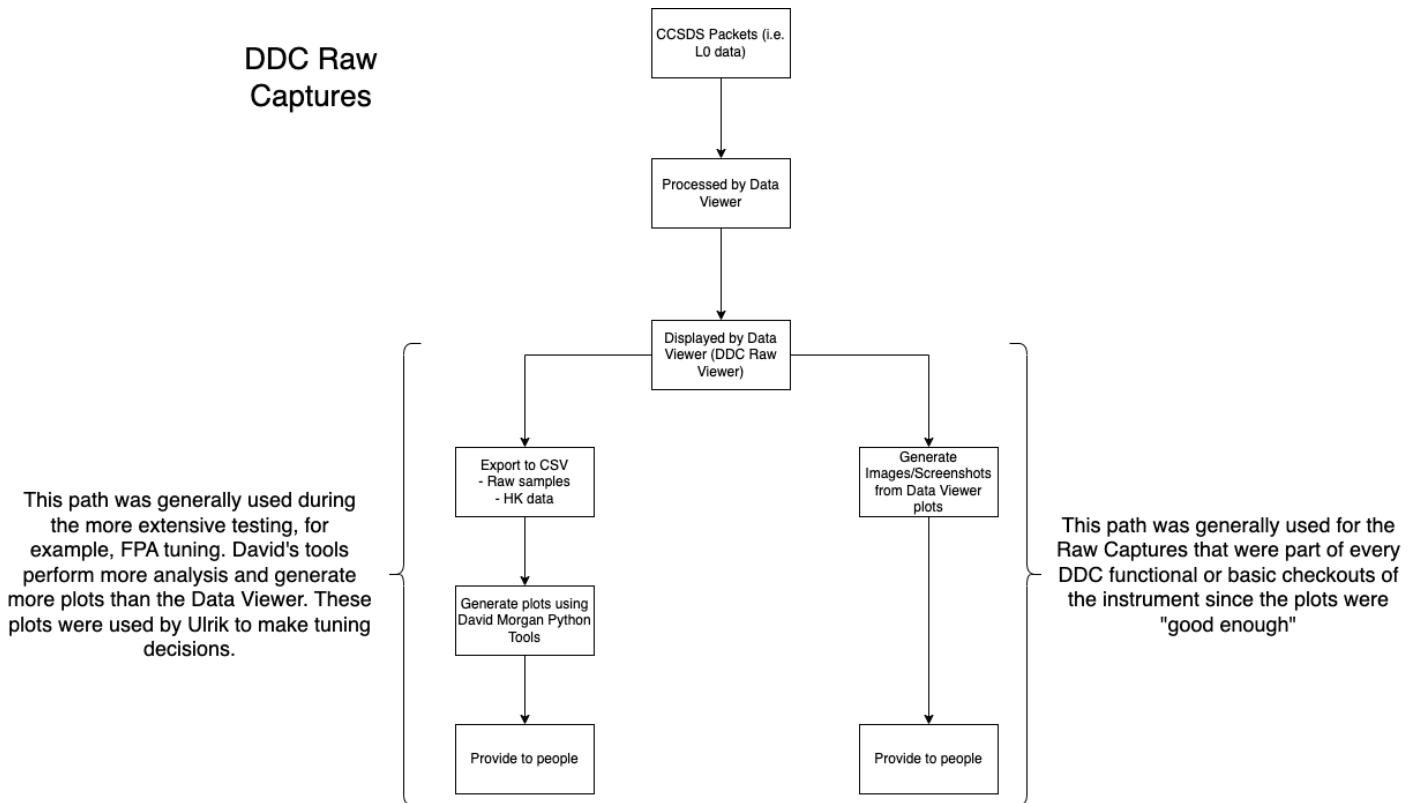 DDC Raw
Captures
CCSDS Packets (i.e.
L0 data)
Processed by Data
Viewer
Displayed by Data
Viewer (DDC Raw
Viewer)
Export to CSV
- Raw samples
- HK data
Generate plots using
David Morgan Python
Tools
Provide to people
Generate
Images/Screenshots
from Data Viewer
plots
Provide to people
This path was generally used during
the more extensive testing, for
example, FPA tuning. David's tools
perform more analysis and generate
more plots than the Data Viewer. These
plots were used by Ulrik to make tuning
decisions.
This path was generally used for the
Raw Captures that were part of every
DDC functional or basic checkouts of
the instrument since the plots were
"good enough"